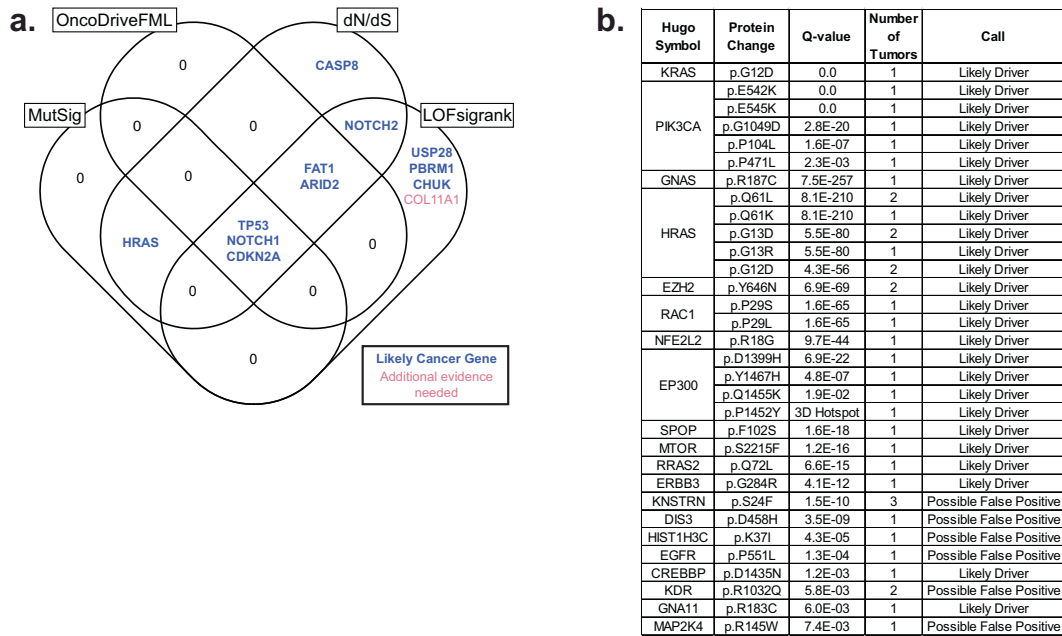 a.
OncoDriveFML
dN/dS
MutSig
LOFsigrank
0
CASP8
0
0
NOTCH2
0
0
FAT1
ARID2
USP28
PBRM1
CHUK
COL11A1
HRAS
TP53
NOTCH1
CDKN2A
0
0
0
0
Likely Cancer Gene
Additional evidence
needed
b.
Hugo Symbol Protein Change Q-value Number of Tumors Call
KRAS p.G12D 0.0 1 Likely Driver
PIK3CA p.E542K 0.0 1 Likely Driver
p.E545K 0.0 1 Likely Driver
p.G1049D 2.8E-20 1 Likely Driver
p.P104L 1.6E-07 1 Likely Driver
p.P471L 2.3E-03 1 Likely Driver
GNAS p.R187C 7.5E-257 1 Likely Driver
HRAS p.Q61L 8.1E-210 2 Likely Driver
p.Q61K 8.1E-210 1 Likely Driver
p.G13D 5.5E-80 2 Likely Driver
p.G13R 5.5E-80 1 Likely Driver
p.G12D 4.3E-56 2 Likely Driver
EZH2 p.Y646N 6.9E-69 2 Likely Driver
RAC1 p.P29S 1.6E-65 1 Likely Driver
p.P29L 1.6E-65 1 Likely Driver
NFE2L2 p.R18G 9.7E-44 1 Likely Driver
EP300 p.D1399H 6.9E-22 1 Likely Driver
p.Y1467H 4.8E-07 1 Likely Driver
p.Q1455K 1.9E-02 1 Likely Driver
p.P1452Y 3D Hotspot 1 Likely Driver
SPOP p.F102S 1.6E-18 1 Likely Driver
MTOR p.S2215F 1.2E-16 1 Likely Driver
RRAS2 p.Q72L 6.6E-15 1 Likely Driver
ERBB3 p.G284R 4.1E-12 1 Likely Driver
KNSTRN p.S24F 1.5E-10 3 Possible False Positive
DIS3 p.D458H 3.5E-09 1 Possible False Positive
HIST1H3C p.K37I 4.3E-05 1 Possible False Positive
EGFR p.P551L 1.3E-04 1 Possible False Positive
CREBBP p.D1435N 1.2E-03 1 Likely Driver
KDR p.R1032Q 5.8E-03 2 Possible False Positive
GNA11 p.R183C 6.0E-03 1 Likely Driver
MAP2K4 p.R145W 7.4E-03 1 Possible False Positive